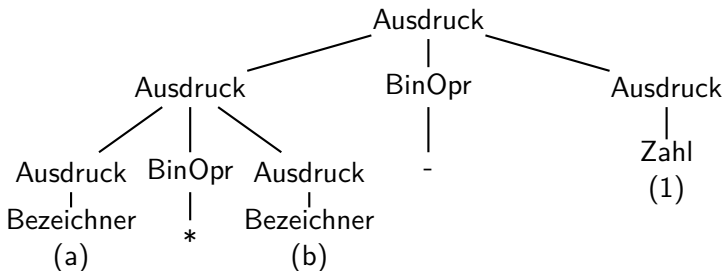 Ausdruck
Ausdruck BinOpr Ausdruck
Ausdruck BinOpr Ausdruck - Zahl
(1)
Bezeichner * Bezeichner
(a) (b)